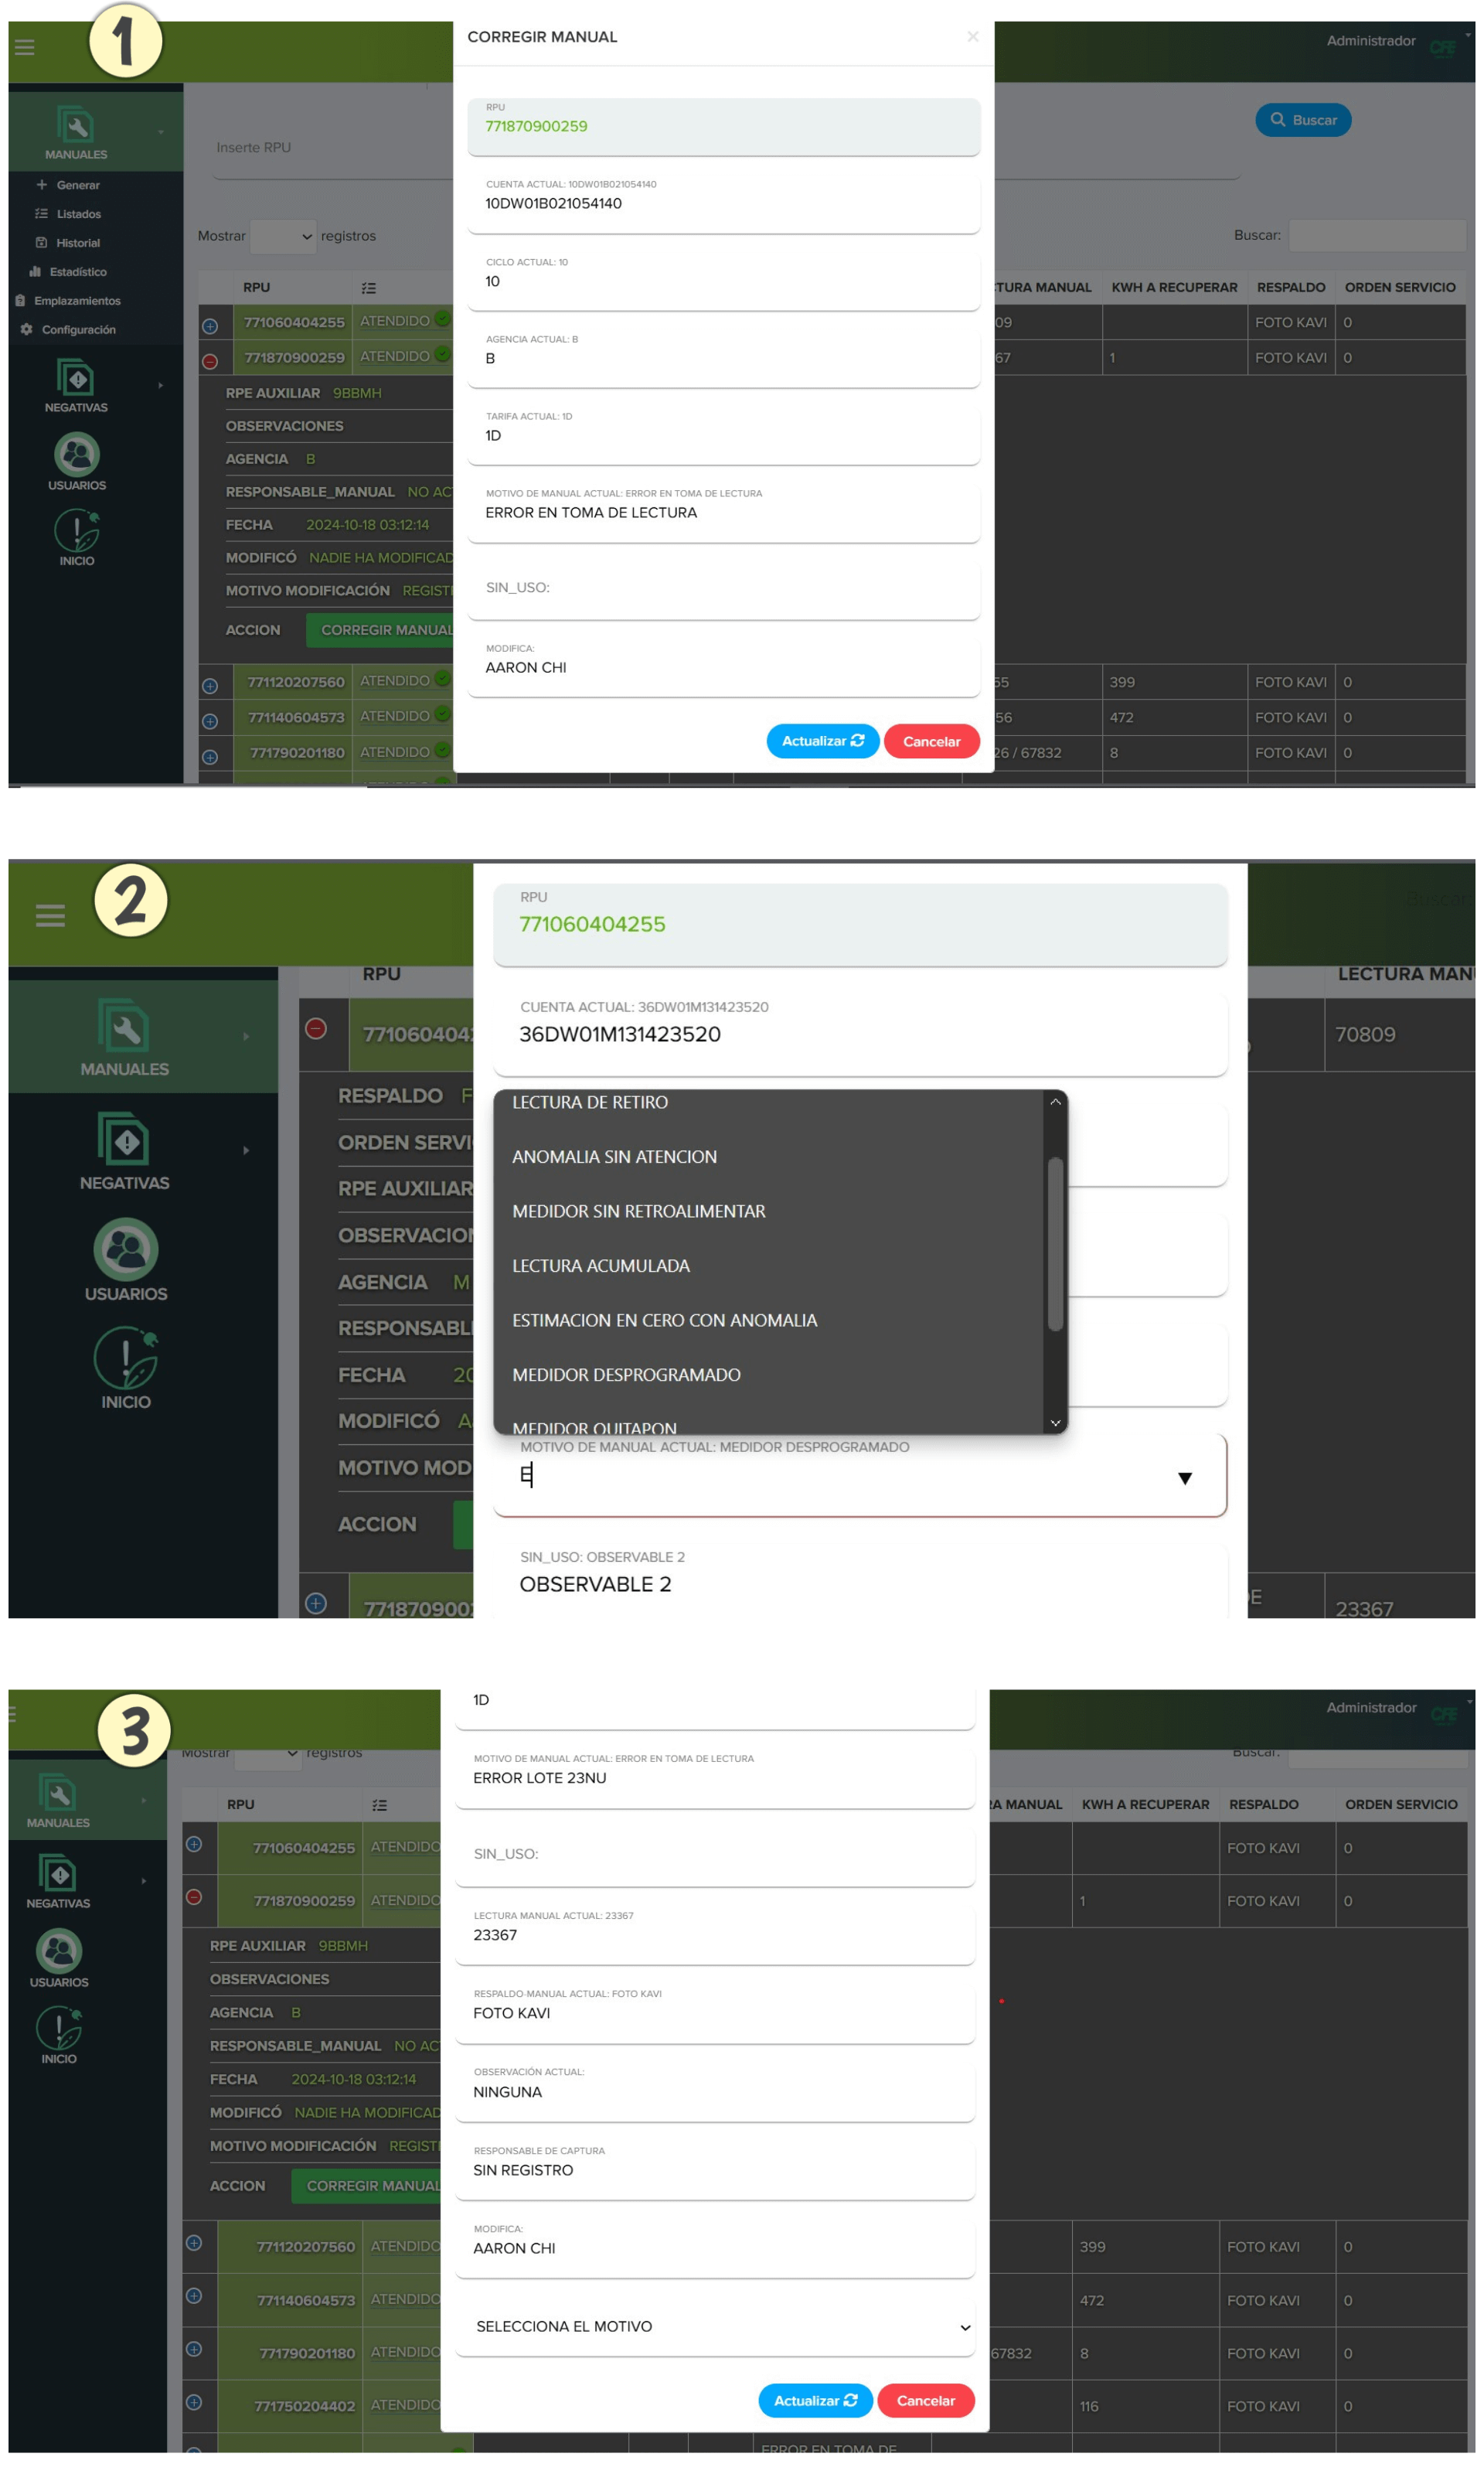 1
CORREGIR MANUAL ×
Administrador CFE
MANUALES
Inserte RPU
Buscar
+ Generar
Listados
Historial
Estadístico
Emplazamientos
Configuración
NEGATIVAS
USUARIOS
INICIO
RPU
771870900259
CUENTA ACTUAL: 10DW01B021054140
10DW01B021054140
CICLO ACTUAL: 10
10
AGENCIA ACTUAL: B
B
TARIFA ACTUAL: 1D
1D
MOTIVO DE MANUAL ACTUAL: ERROR EN TOMA DE LECTURA
ERROR EN TOMA DE LECTURA
SIN_USO:
MODIFICA:
AARON CHI
Actualizar Cancelar
Mostrar registros Buscar:
RPU TURA MANUAL KWH A RECUPERAR RESPALDO ORDEN SERVICIO
771060404255 ATENDIDO 09 FOTO KAVI 0
771870900259 ATENDIDO 67 1 FOTO KAVI 0
RPE AUXILIAR 9BBMH
OBSERVACIONES
AGENCIA B
RESPONSABLE_MANUAL NO AC
FECHA 2024-10-18 03:12:14
MODIFICÓ NADIE HA MODIFICAD
MOTIVO MODIFICACIÓN REGIST
ACCION CORREGIR MANUAL
771120207560 ATENDIDO 55 399 FOTO KAVI 0
771140604573 ATENDIDO 56 472 FOTO KAVI 0
771790201180 ATENDIDO 26 / 67832 8 FOTO KAVI 0
2
RPU
771060404255
CUENTA ACTUAL: 36DW01M131423520
36DW01M131423520
LECTURA DE RETIRO
ANOMALIA SIN ATENCION
MEDIDOR SIN RETROALIMENTAR
LECTURA ACUMULADA
ESTIMACION EN CERO CON ANOMALIA
MEDIDOR DESPROGRAMADO
MEDIDOR QUITAPON
MOTIVO DE MANUAL ACTUAL: MEDIDOR DESPROGRAMADO
E
SIN_USO: OBSERVABLE 2
OBSERVABLE 2
MANUALES
NEGATIVAS
USUARIOS
INICIO
RPU LECTURA MAN
771060404 70809
RESPALDO F
ORDEN SERVI
RPE AUXILIAR
OBSERVACIO
AGENCIA M
RESPONSABL
FECHA 20
MODIFICÓ A
MOTIVO MOD
ACCION
771870900 DE 23367
3
Administrador CFE
1D
MOTIVO DE MANUAL ACTUAL: ERROR EN TOMA DE LECTURA
ERROR LOTE 23NU
SIN_USO:
LECTURA MANUAL ACTUAL: 23367
23367
RESPALDO-MANUAL ACTUAL: FOTO KAVI
FOTO KAVI
OBSERVACIÓN ACTUAL:
NINGUNA
RESPONSABLE DE CAPTURA
SIN REGISTRO
MODIFICA:
AARON CHI
SELECCIONA EL MOTIVO
Actualizar Cancelar
MANUALES
NEGATIVAS
USUARIOS
INICIO
Mostrar registros Buscar:
RPU A MANUAL KWH A RECUPERAR RESPALDO ORDEN SERVICIO
771060404255 ATENDIDO FOTO KAVI 0
771870900259 ATENDIDO 1 FOTO KAVI 0
RPE AUXILIAR 9BBMH
OBSERVACIONES
AGENCIA B
RESPONSABLE_MANUAL NO AC
FECHA 2024-10-18 03:12:14
MODIFICÓ NADIE HA MODIFICAD
MOTIVO MODIFICACIÓN REGIST
ACCION CORREGIR MANUAL
771120207560 ATENDIDO 399 FOTO KAVI 0
771140604573 ATENDIDO 472 FOTO KAVI 0
771790201180 ATENDIDO 67832 8 FOTO KAVI 0
771750204402 ATENDIDO 116 FOTO KAVI 0
ERROR EN TOMA DE